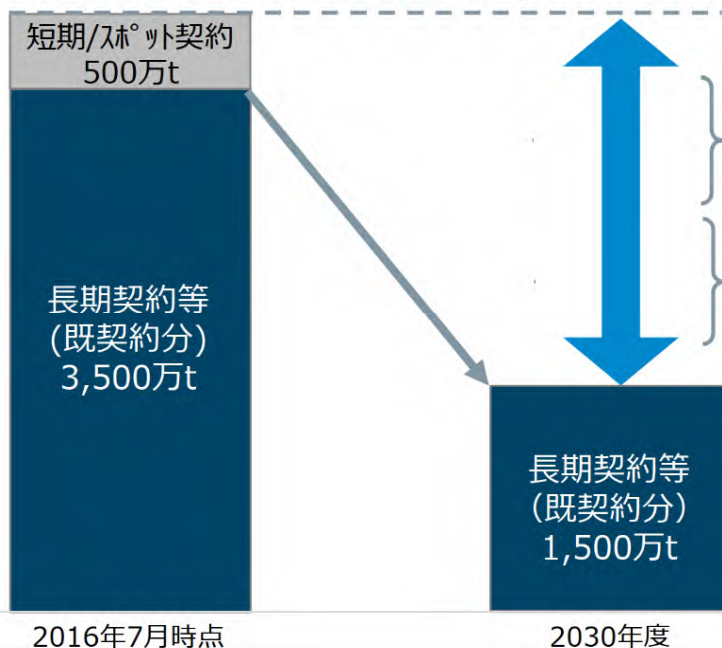 短期/ｽﾎﾟｯﾄ契約
500万t
長期契約等
(既契約分)
3,500万t
長期契約等
(既契約分)
1,500万t
2016年7月時点
2030年度